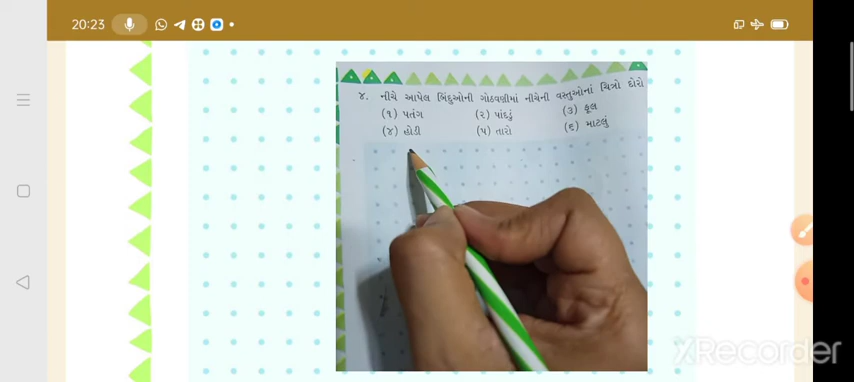 20:23
૪. નીચે આપેલ બિંદુઓની ગોઠવણીમાં નીચેની વસ્તુઓનાં ચિત્રો દોરો
(૧) પતંગ (૨) પાંદડું (૩) ફૂલ
(૪) હોડી (૫) તારો (૬) માટલું
XRecorder